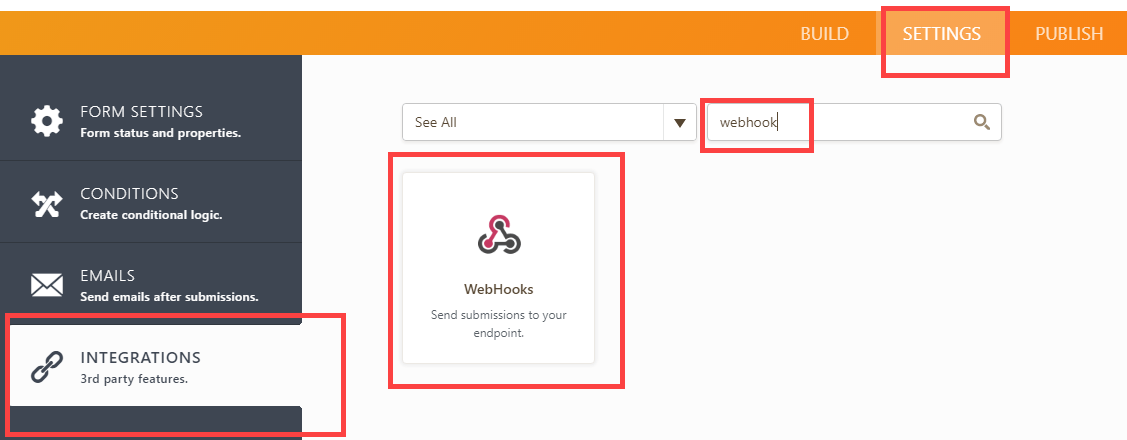 BUILD
SETTINGS
PUBLISH
FORM SETTINGS
Form status and properties.
CONDITIONS
Create conditional logic.
EMAILS
Send emails after submissions.
INTEGRATIONS
3rd party features.
See All
webhook
WebHooks
Send submissions to your
endpoint.